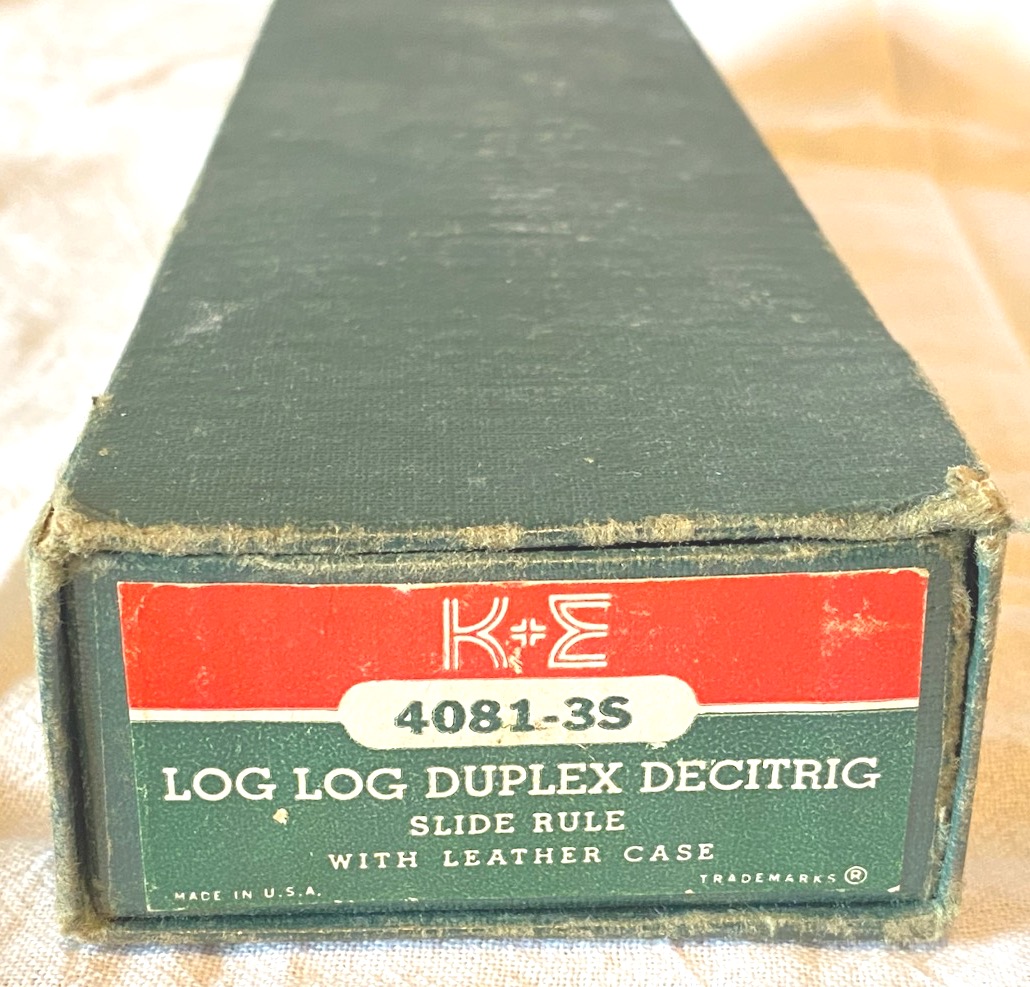 K+E
4081-3S
LOG LOG DUPLEX DECITRIG
SLIDE RULE
WITH LEATHER CASE
TRADEMARKS ®
MADE IN U.S.A.